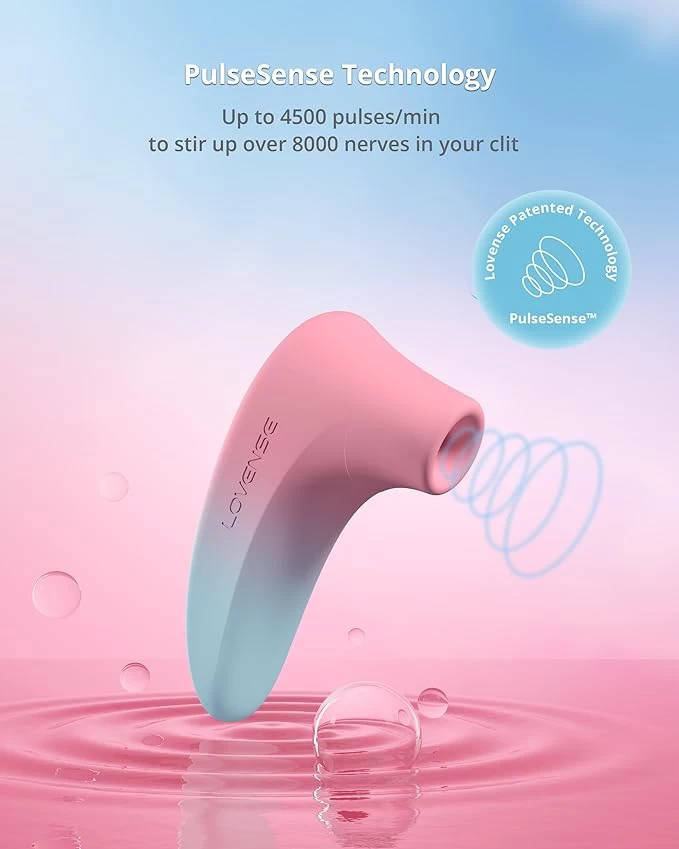 PulseSense Technology
Up to 4500 pulses/min
to stir up over 8000 nerves in your clit
Lovense Patented Technology
PulseSense™
LOVENSE